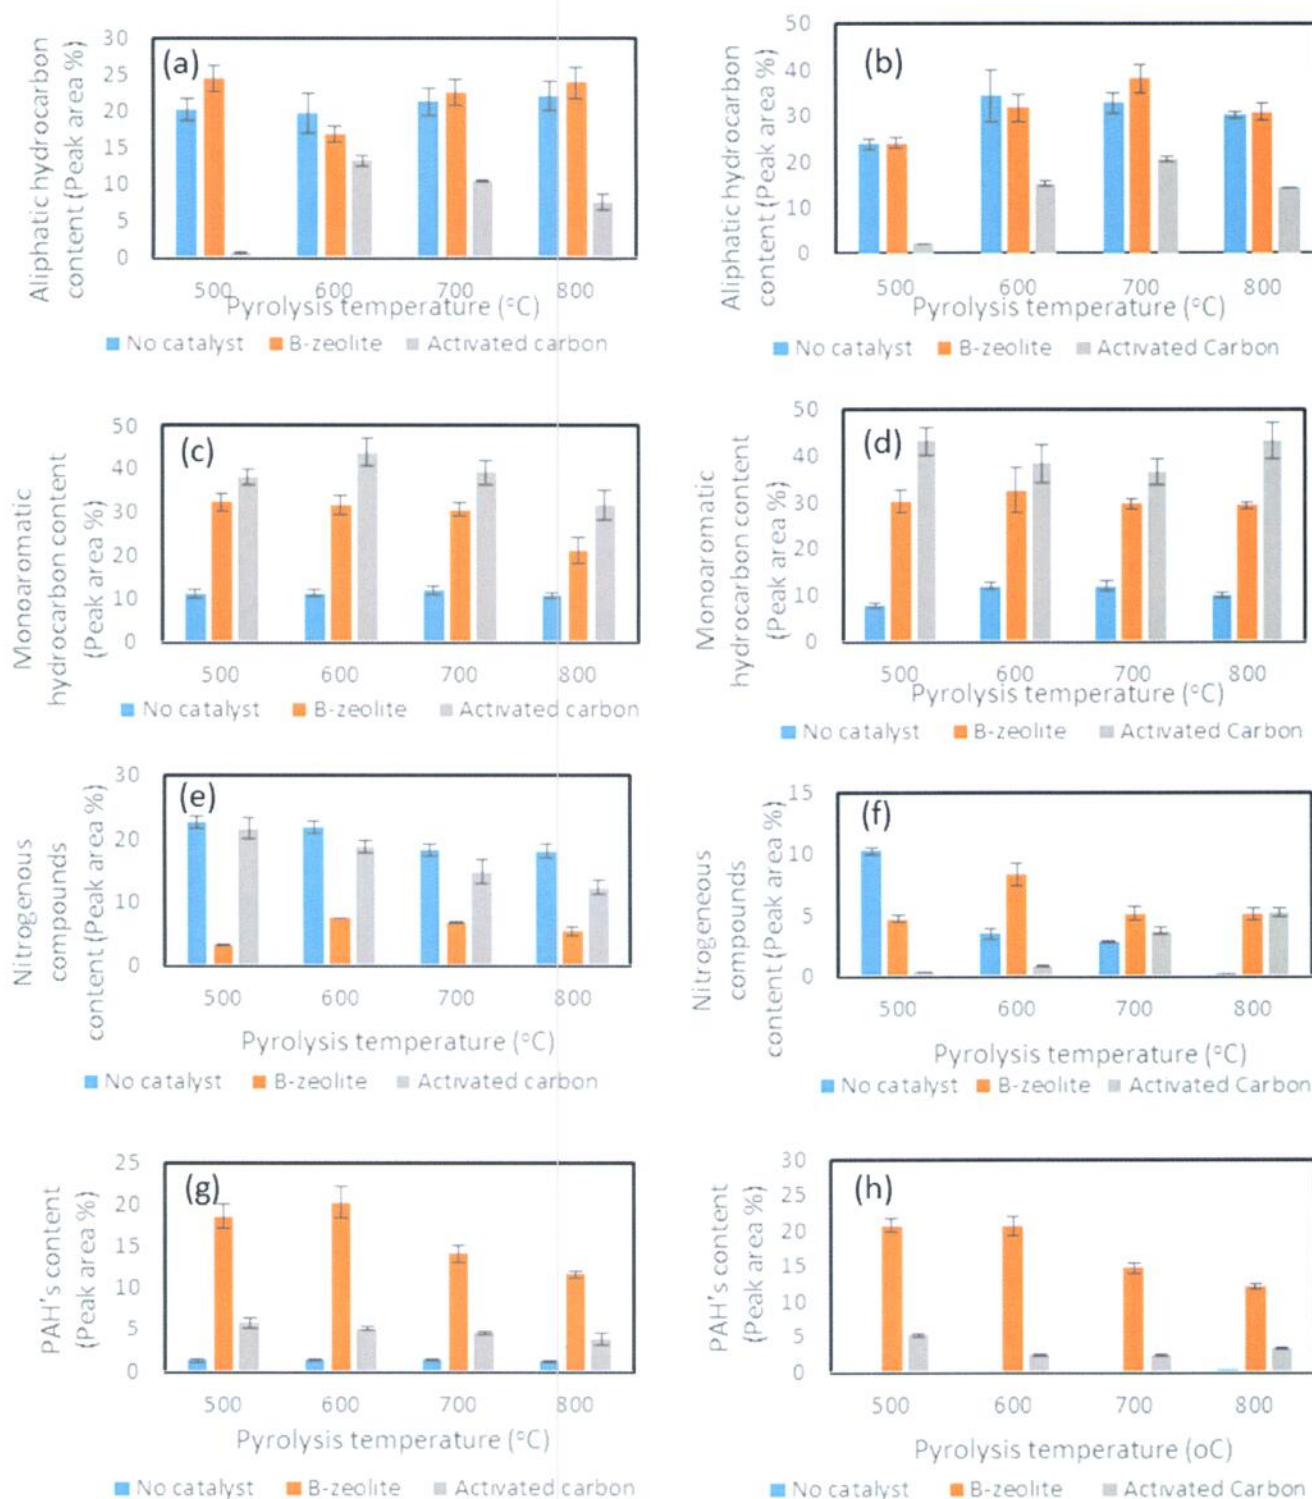 (a)
Aliphatic hydrocarbon
content (Peak area %)
30
25
20
15
10
5
0
500 600 700 800
Pyrolysis temperature (°C)
No catalyst B-zeolite Activated carbon
(b)
Aliphatic hydrocarbon
content (Peak area %)
50
40
30
20
10
0
500 600 700 800
Pyrolysis temperature (°C)
No catalyst B-zeolite Activated Carbon
(c)
Monoaromatic
hydrocarbon content
(Peak area %)
50
40
30
20
10
0
500 600 700 800
No catalyst B-zeolite Activated carbon
(d)
Monoaromatic
hydrocarbon content
(Peak area %)
50
40
30
20
10
0
500 600 700 800
Pyrolysis temperature (°C)
No catalyst B-zeolite Activated Carbon
(e)
Nitrogenous
compounds
content (Peak area %)
30
20
10
0
500 600 700 800
Pyrolysis temperature (°C)
No catalyst B-zeolite Activated carbon
(f)
Nitrogeneous
compounds
content (Peak area %)
15
10
5
0
500 600 700 800
Pyrolysis temperature (°C)
No catalyst B-zeolite Activated Carbon
(g)
PAH's content
(Peak area %)
25
20
15
10
5
0
500 600 700 800
Pyrolysis temperature (°C)
No catalyst B-zeolite Activated carbon
(h)
PAH's content
(Peak area %)
30
25
20
15
10
5
0
500 600 700 800
Pyrolysis temperature (oC)
No catalyst B-zeolite Activated Carbon